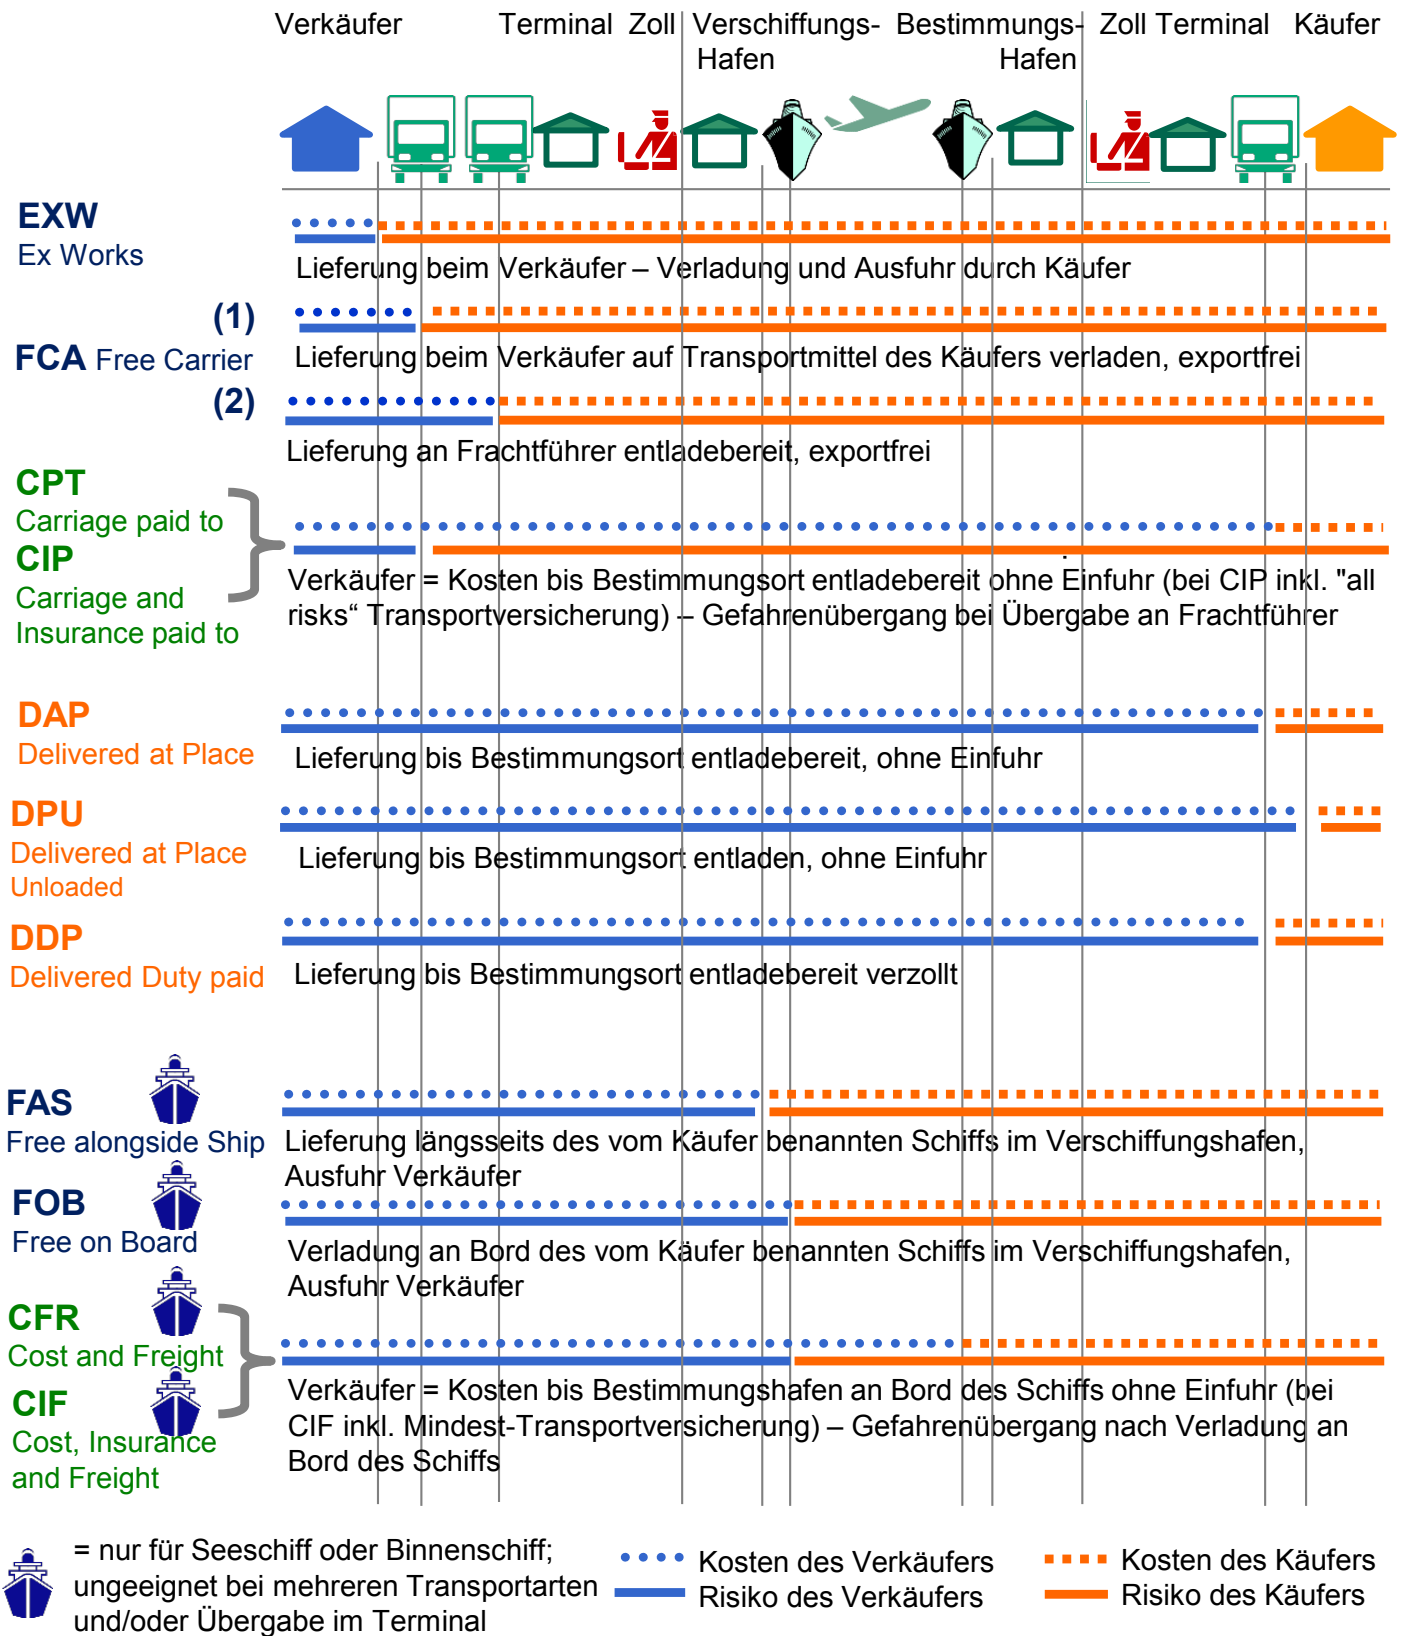 Verkäufer Terminal Zoll Verschiffungs- Bestimmungs- Zoll Terminal Käufer
Hafen Hafen
EXW
Ex Works
Lieferung beim Verkäufer – Verladung und Ausfuhr durch Käufer
(1)
FCA Free Carrier
Lieferung beim Verkäufer auf Transportmittel des Käufers verladen, exportfrei
(2)
Lieferung an Frachtführer entladebereit, exportfrei
CPT
Carriage paid to
CIP
Carriage and
Insurance paid to
Verkäufer = Kosten bis Bestimmungsort entladebereit ohne Einfuhr (bei CIP inkl. "all
risks“ Transportversicherung) – Gefahrenübergang bei Übergabe an Frachtführer
DAP
Delivered at Place
Lieferung bis Bestimmungsort entladebereit, ohne Einfuhr
DPU
Delivered at Place
Unloaded
Lieferung bis Bestimmungsort entladen, ohne Einfuhr
DDP
Delivered Duty paid
Lieferung bis Bestimmungsort entladebereit verzollt
FAS
Free alongside Ship
Lieferung längsseits des vom Käufer benannten Schiffs im Verschiffungshafen,
Ausfuhr Verkäufer
FOB
Free on Board
Verladung an Bord des vom Käufer benannten Schiffs im Verschiffungshafen,
Ausfuhr Verkäufer
CFR
Cost and Freight
CIF
Cost, Insurance
and Freight
Verkäufer = Kosten bis Bestimmungshafen an Bord des Schiffs ohne Einfuhr (bei
CIF inkl. Mindest-Transportversicherung) – Gefahrenübergang nach Verladung an
Bord des Schiffs
= nur für Seeschiff oder Binnenschiff;
ungeeignet bei mehreren Transportarten
und/oder Übergabe im Terminal
Kosten des Verkäufers
Risiko des Verkäufers
Kosten des Käufers
Risiko des Käufers